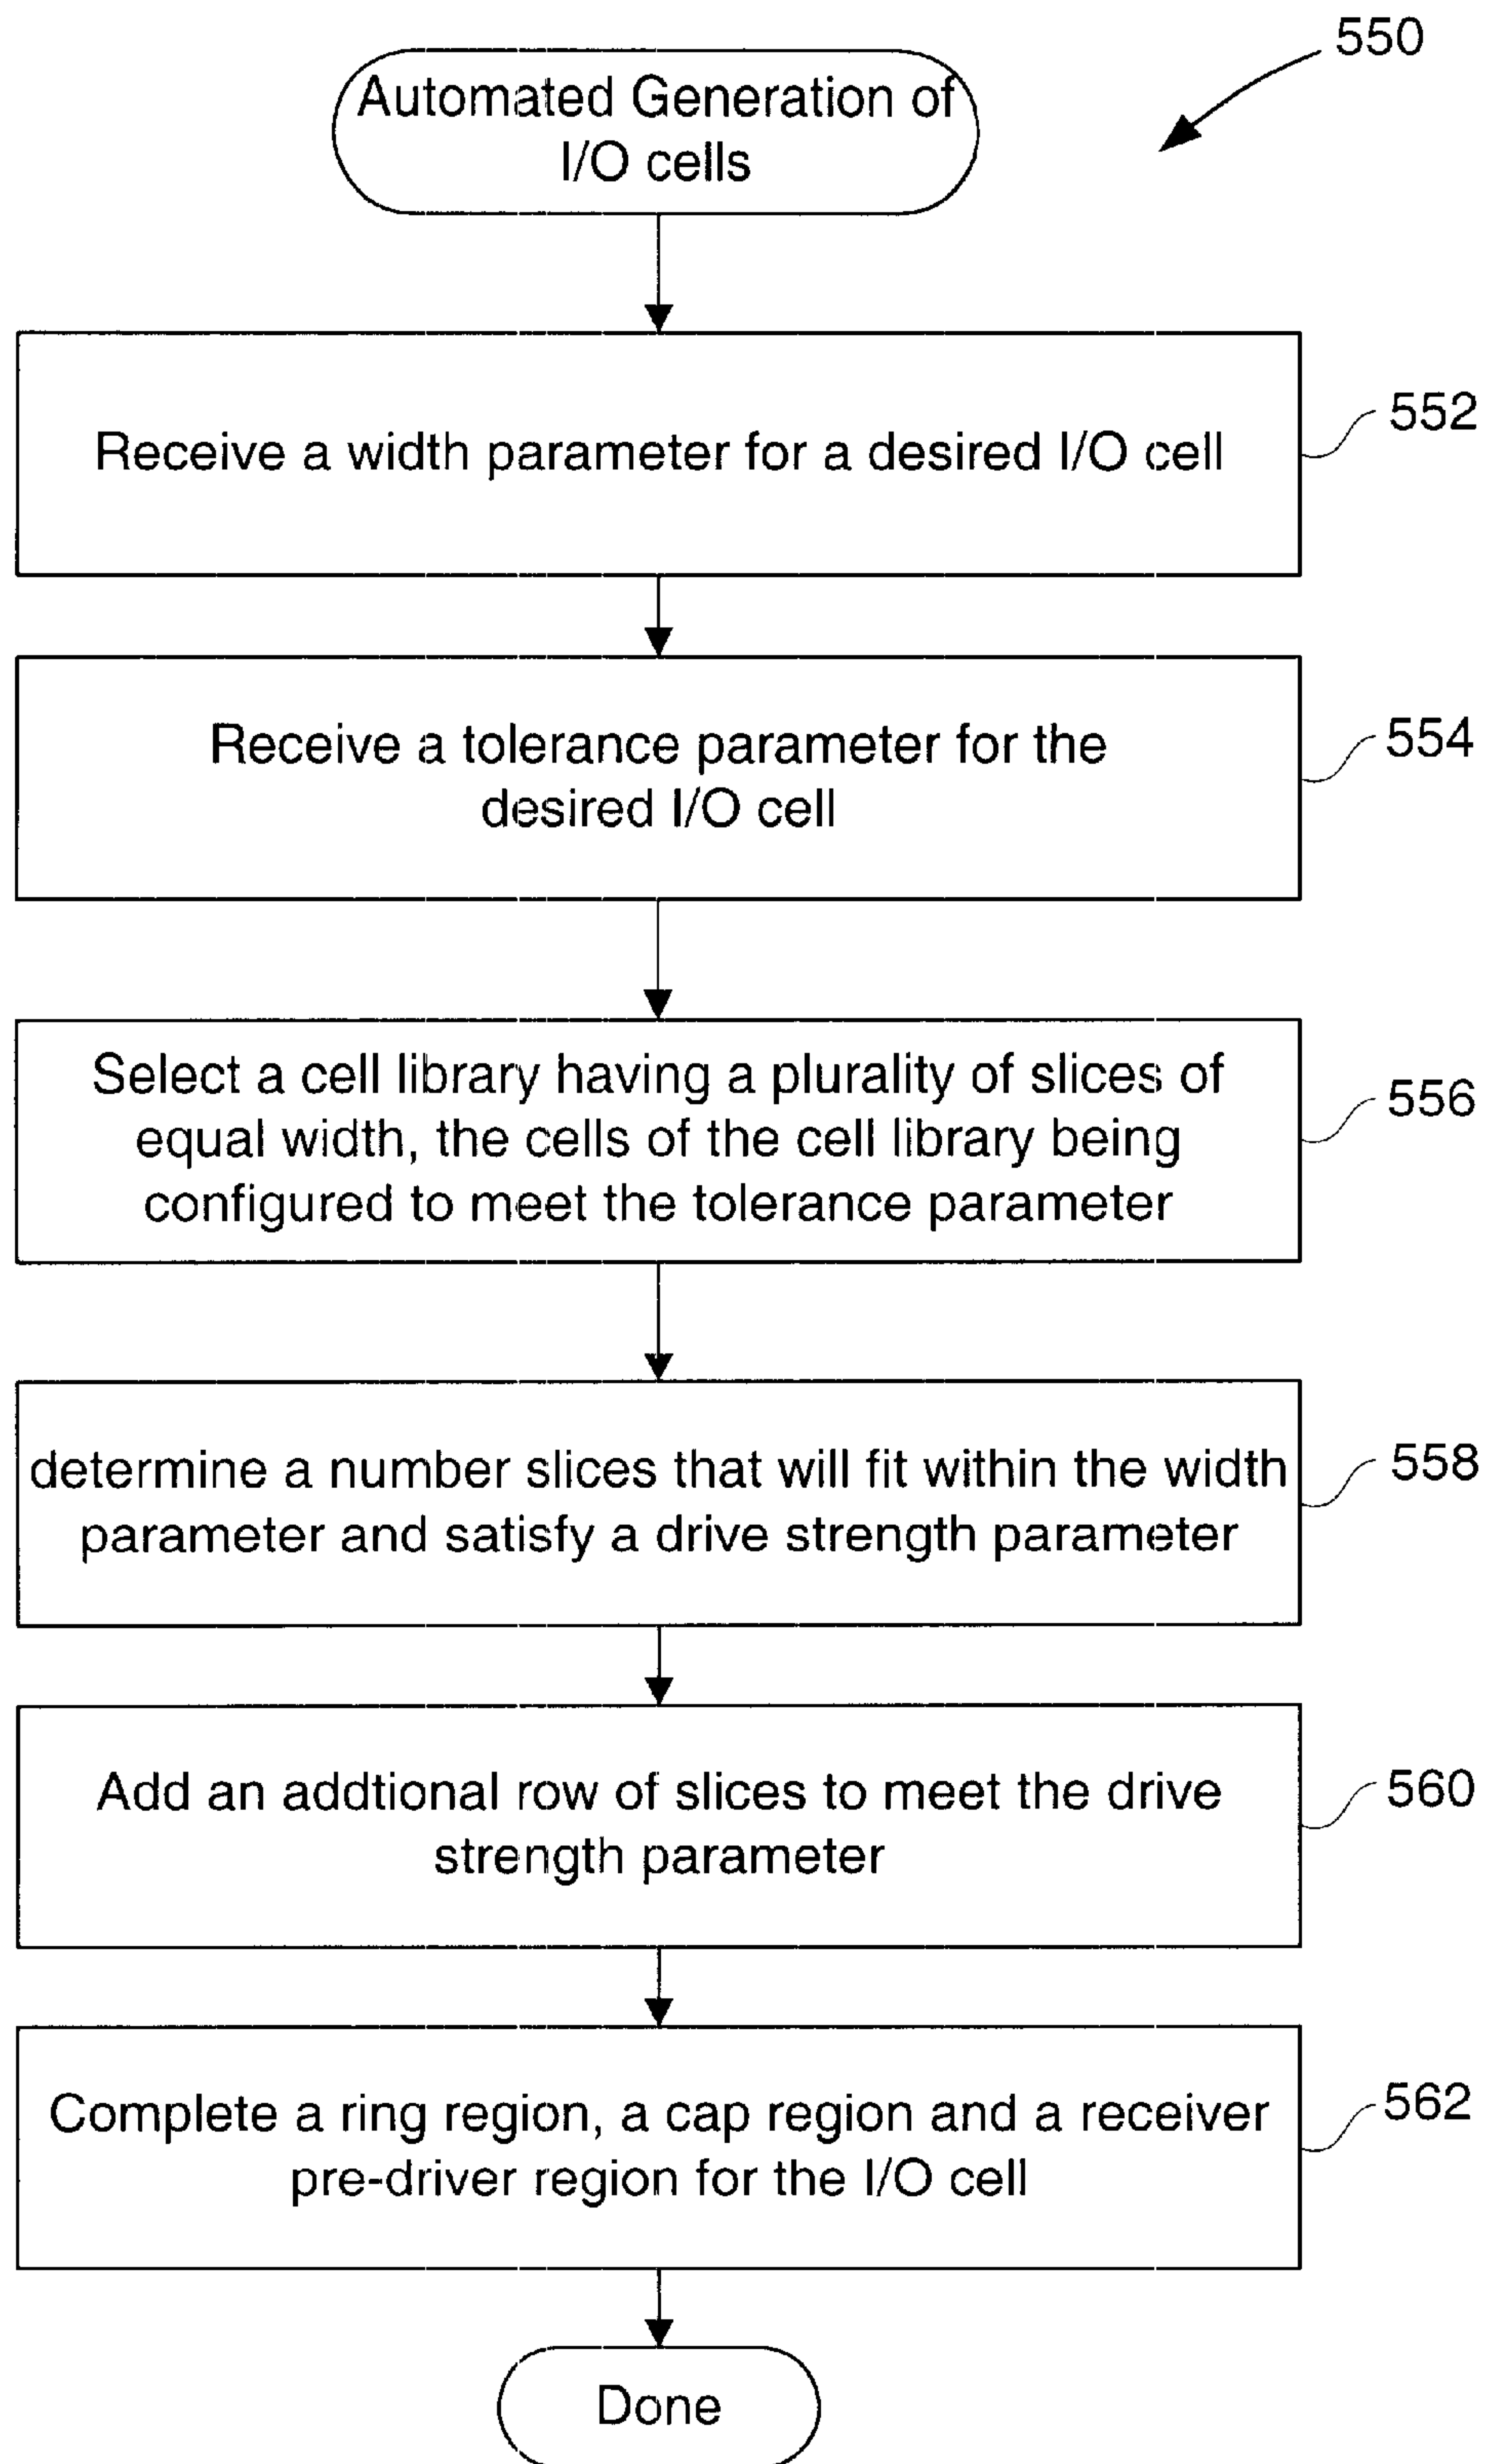 550
Automated Generation of
I/O cells
Receive a width parameter for a desired I/O cell
552
Receive a tolerance parameter for the
desired I/O cell
554
Select a cell library having a plurality of slices of
equal width, the cells of the cell library being
configured to meet the tolerance parameter
556
determine a number slices that will fit within the width
parameter and satisfy a drive strength parameter
558
Add an addtional row of slices to meet the drive
strength parameter
560
Complete a ring region, a cap region and a receiver
pre-driver region for the I/O cell
562
Done